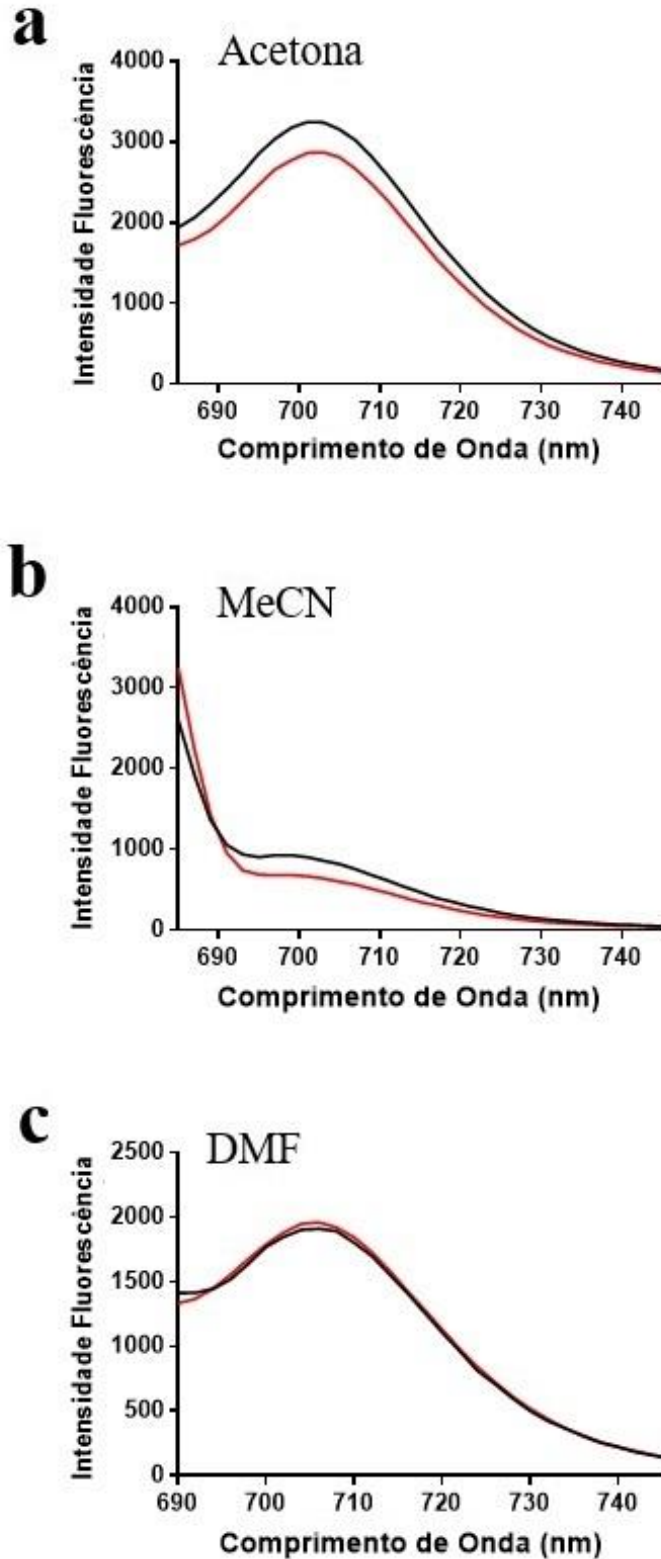 a
Acetona
Intensidade Fluorescência
4000
3000
2000
1000
0
690 700 710 720 730 740
Comprimento de Onda (nm)
b
MeCN
Intensidade Fluorescência
4000
3000
2000
1000
0
690 700 710 720 730 740
Comprimento de Onda (nm)
c
DMF
Intensidade Fluorescência
2500
2000
1500
1000
500
0
690 700 710 720 730 740
Comprimento de Onda (nm)